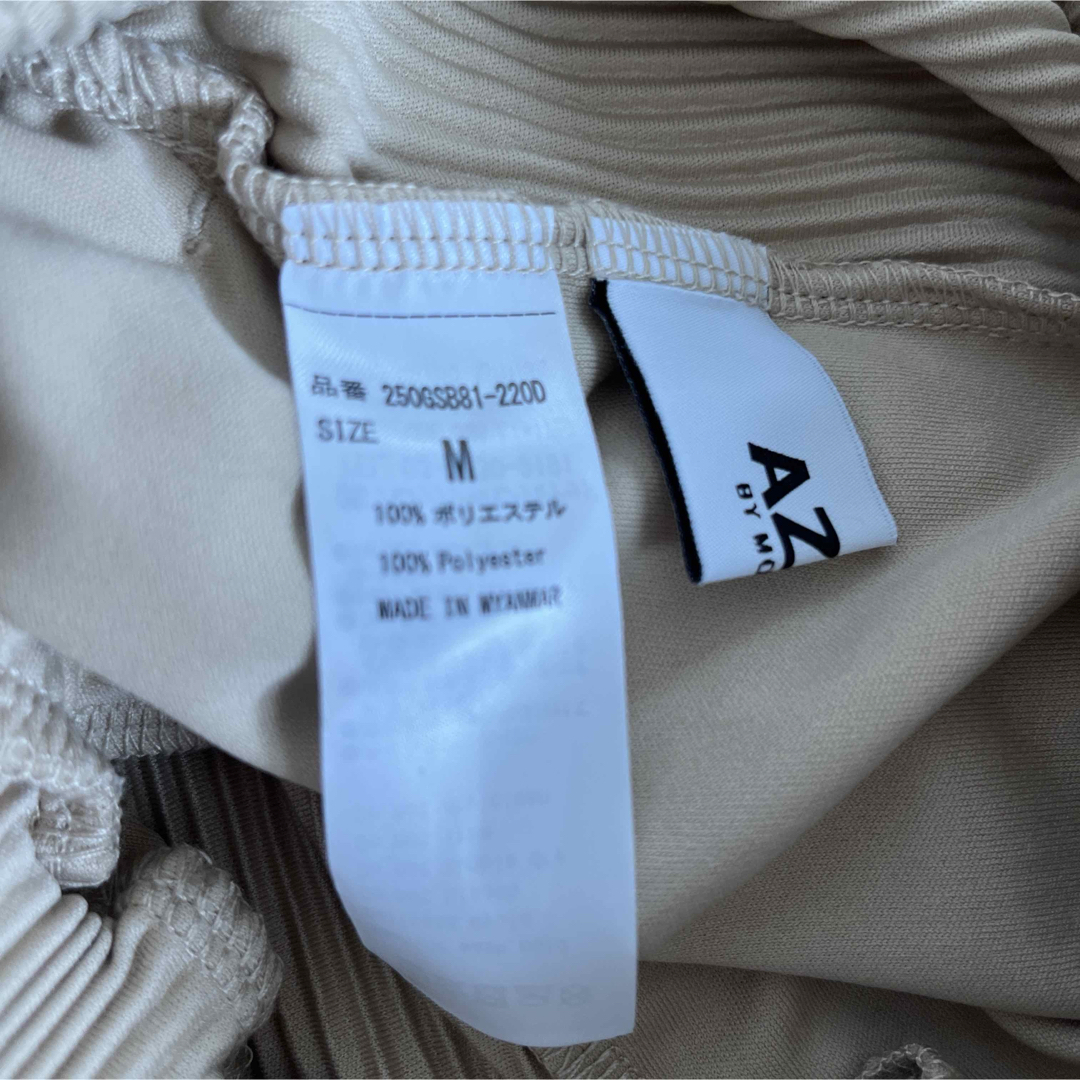 品番 250GSB81-220D
SIZE
M
100% ポリエステル
100% Polyester
MADE IN MYANMAR
AZ
BY MO